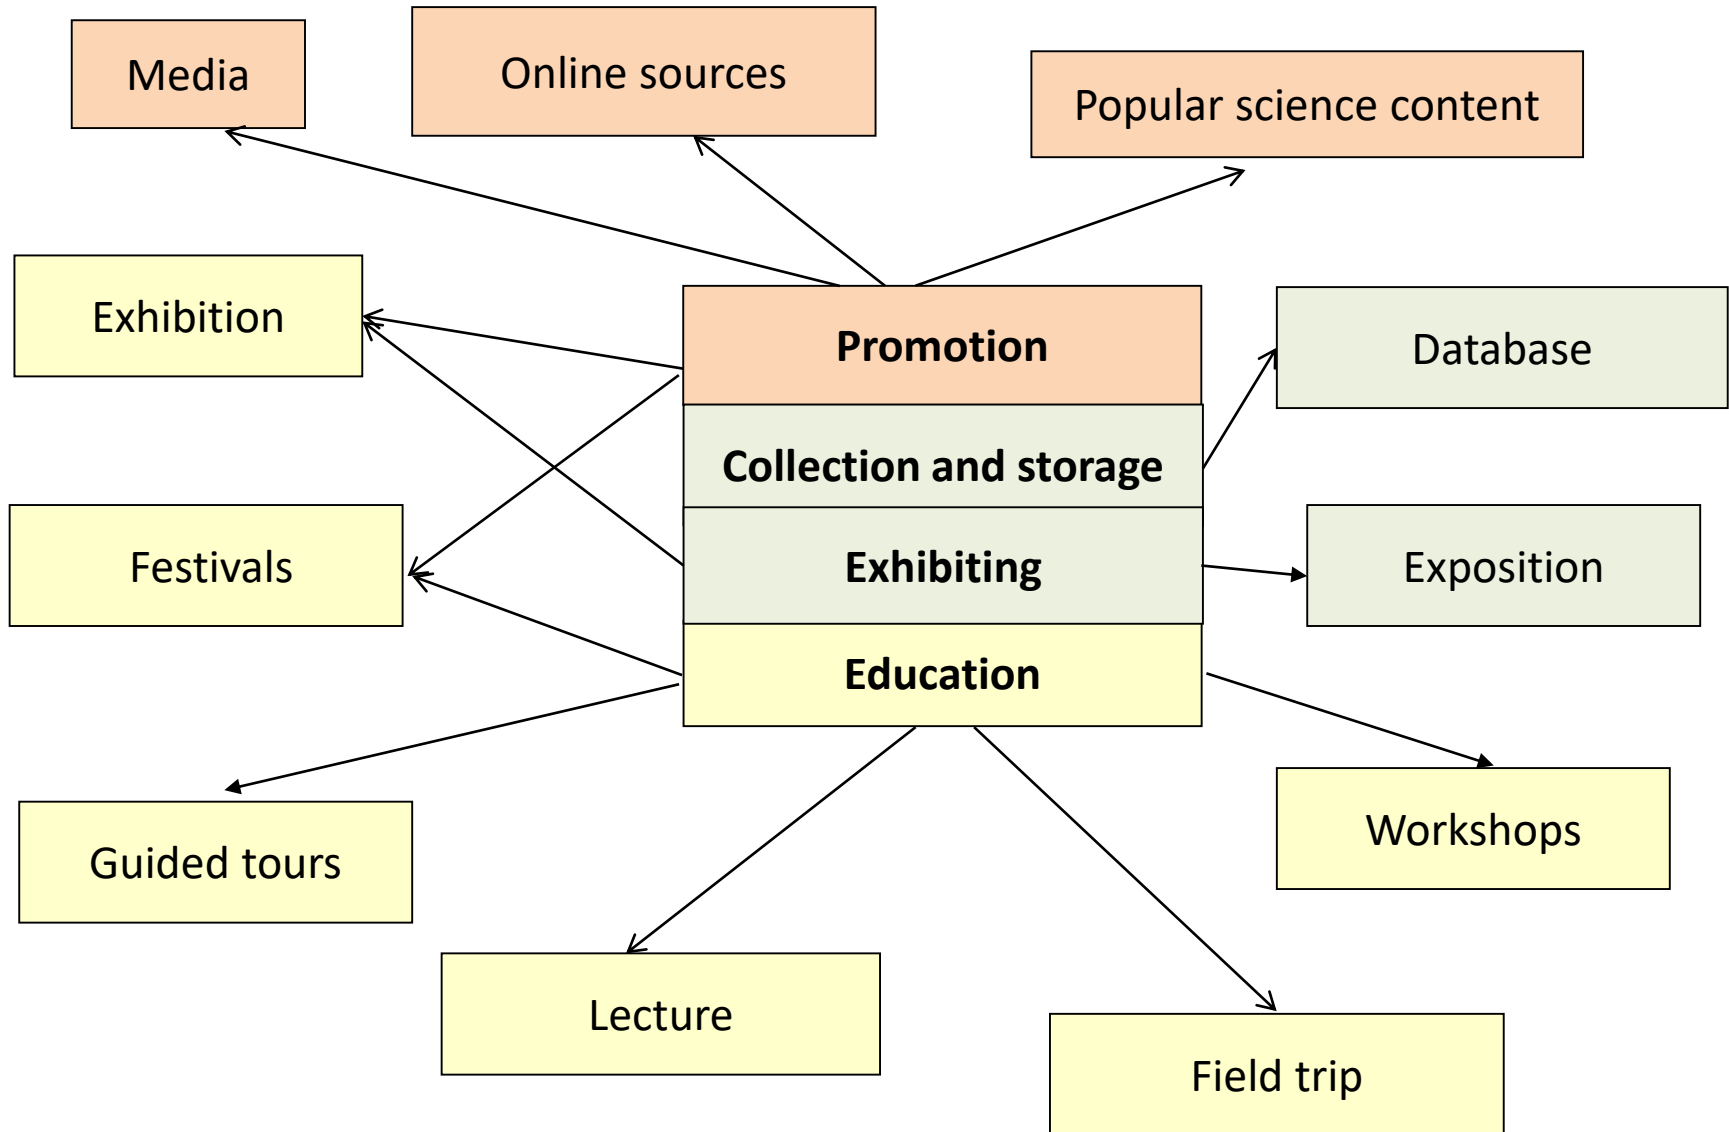 Media
Online sources
Popular science content
Exhibition
Promotion
Database
Collection and storage
Festivals
Exhibiting
Exposition
Education
Guided tours
Workshops
Lecture
Field trip